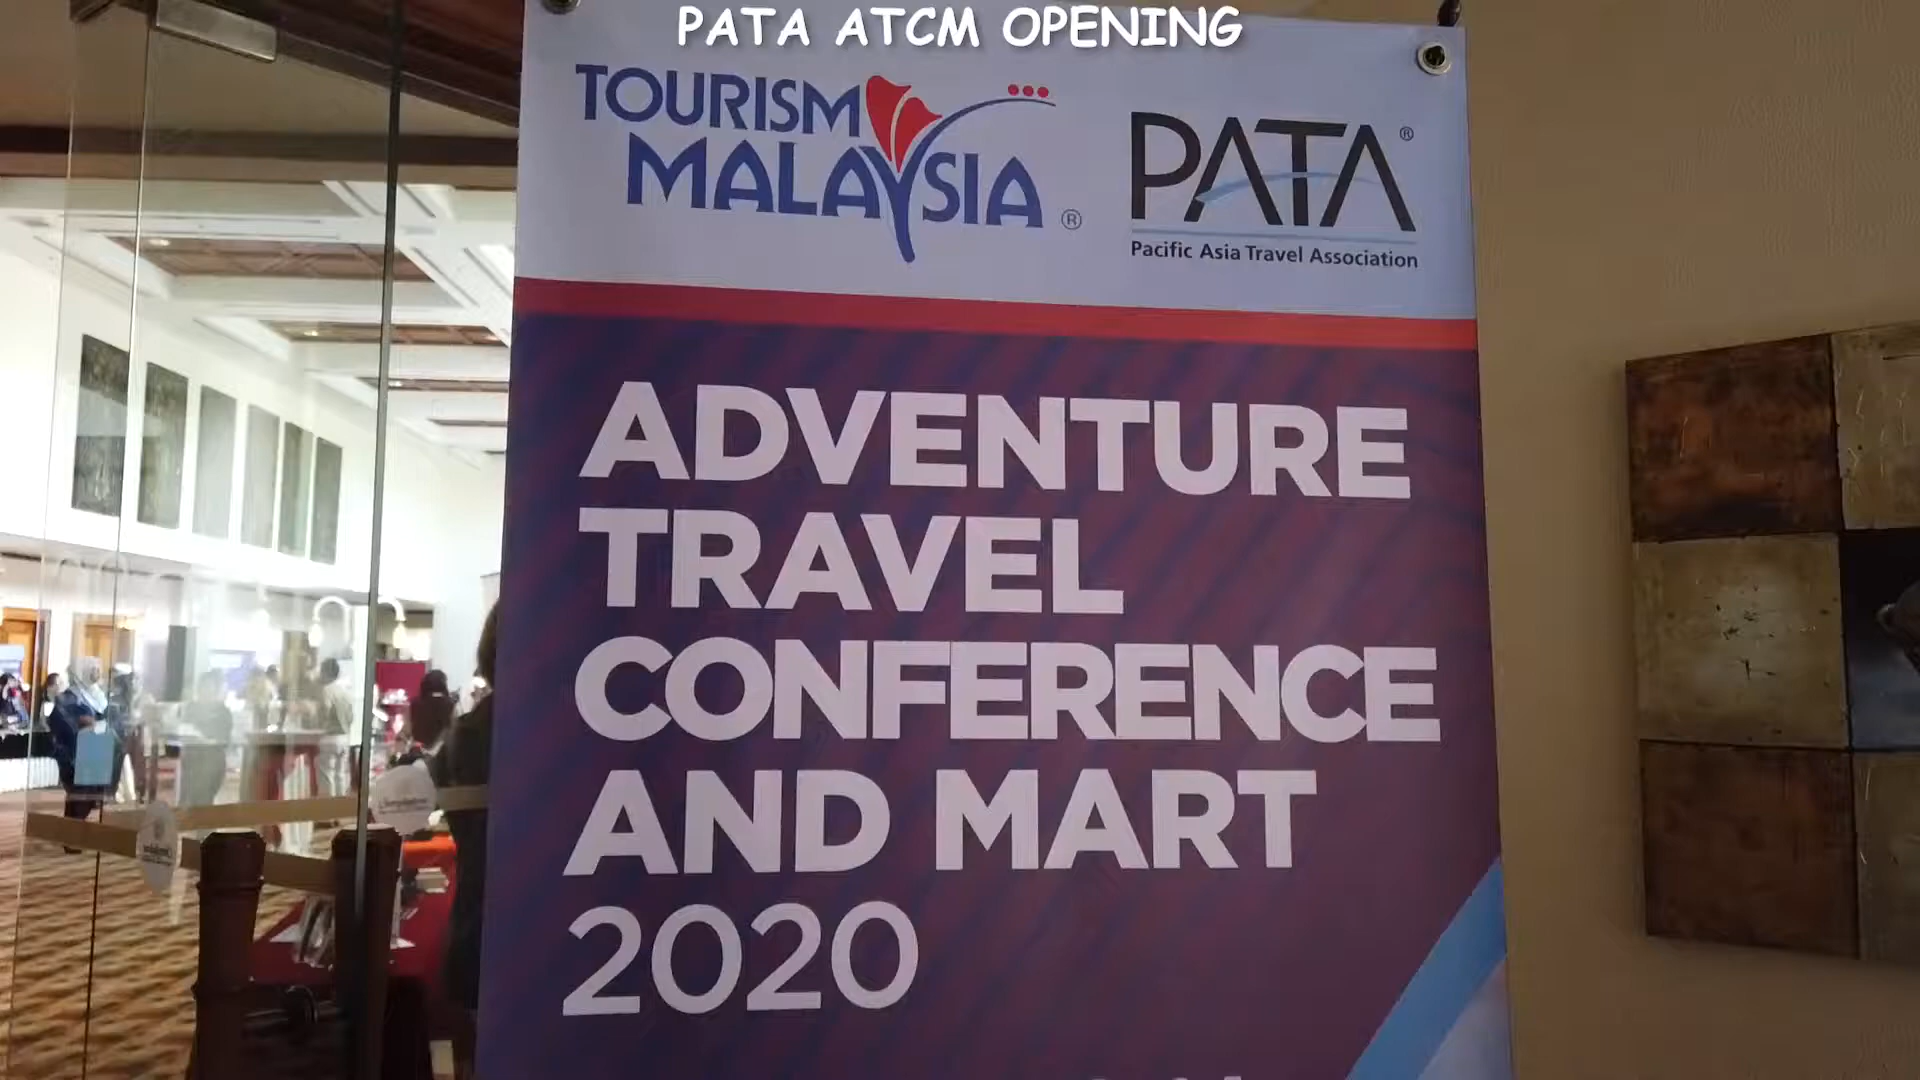 PATA ATCM OPENING
TOURISM
MALAYSIA ®
PATA®
Pacific Asia Travel Association
ADVENTURE
TRAVEL
CONFERENCE
AND MART
2020